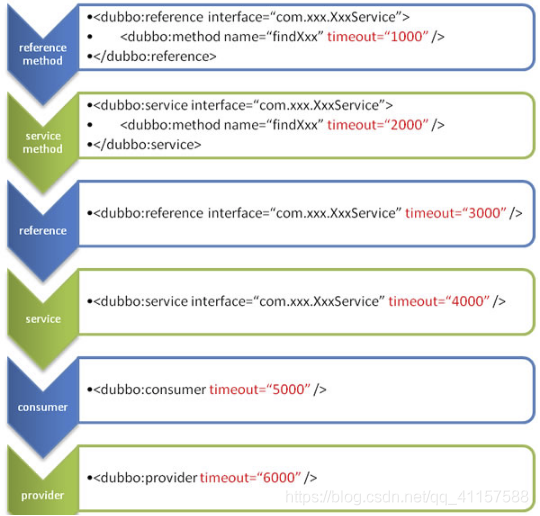 reference
method
•<dubbo:reference interface=“com.xxx.XxxService”>
• <dubbo:method name=“findXxx” timeout=“1000” />
•</dubbo:reference>
service
method
•<dubbo:service interface=“com.xxx.XxxService”>
• <dubbo:method name=“findXxx” timeout=“2000” />
•</dubbo:service>
reference
•<dubbo:reference interface=“com.xxx.XxxService” timeout=“3000” />
service
•<dubbo:service interface=“com.xxx.XxxService” timeout=“4000” />
consumer
•<dubbo:consumer timeout=“5000” />
provider
•<dubbo:provider timeout=“6000” />
https://blog.csdn.net/qq_41157588